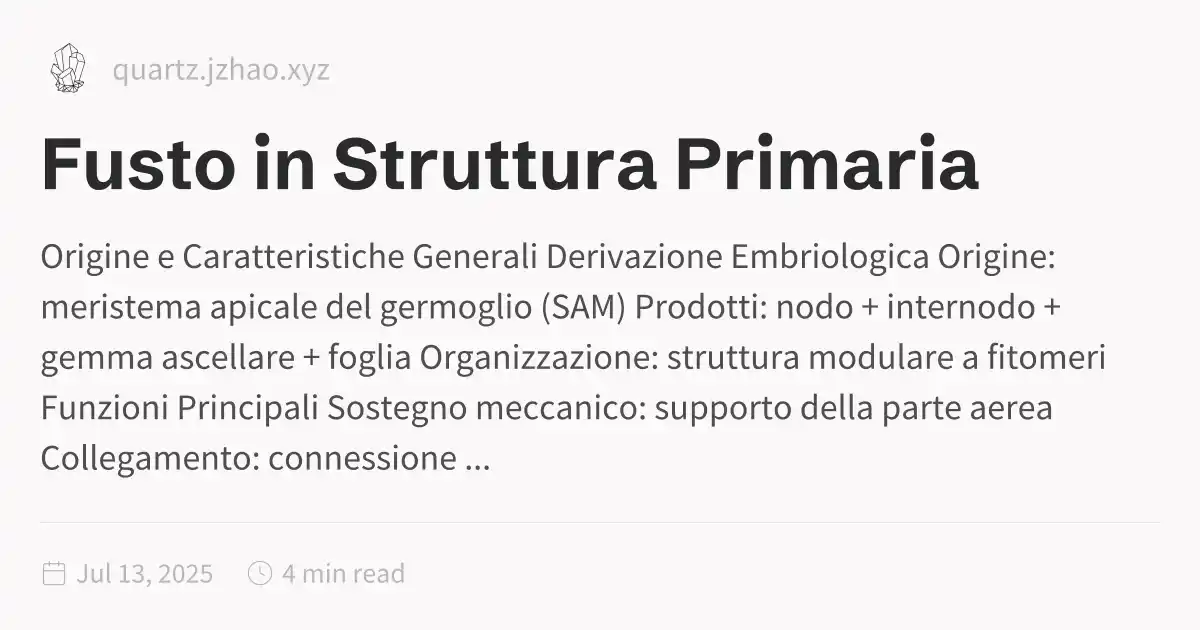 quartz.jzhao.xyz
Fusto in Struttura Primaria
Origine e Caratteristiche Generali Derivazione Embriologica Origine:
meristema apicale del germoglio (SAM) Prodotti: nodo + internodo +
gemma ascellare + foglia Organizzazione: struttura modulare a fitomeri
Funzioni Principali Sostegno meccanico: supporto della parte aerea
Collegamento: connessione ...
Jul 13, 2025 4 min read